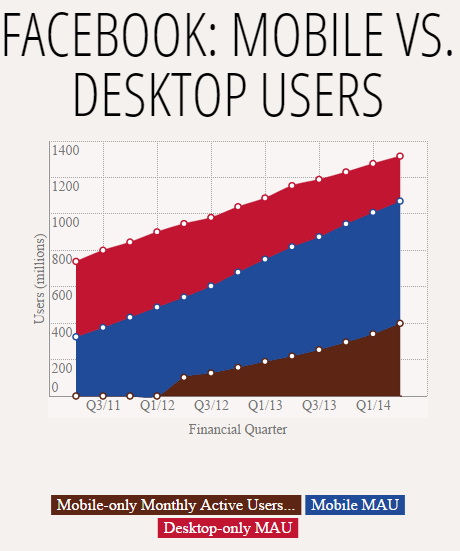 FACEBOOK: MOBILE VS.
DESKTOP USERS
1400
1200
1000
800
600
400
200
0
Users (millions)
Q3/11 Q1/12 Q3/12 Q1/13 Q3/13 Q1/14
Financial Quarter
Mobile-only Monthly Active Users... Mobile MAU
Desktop-only MAU